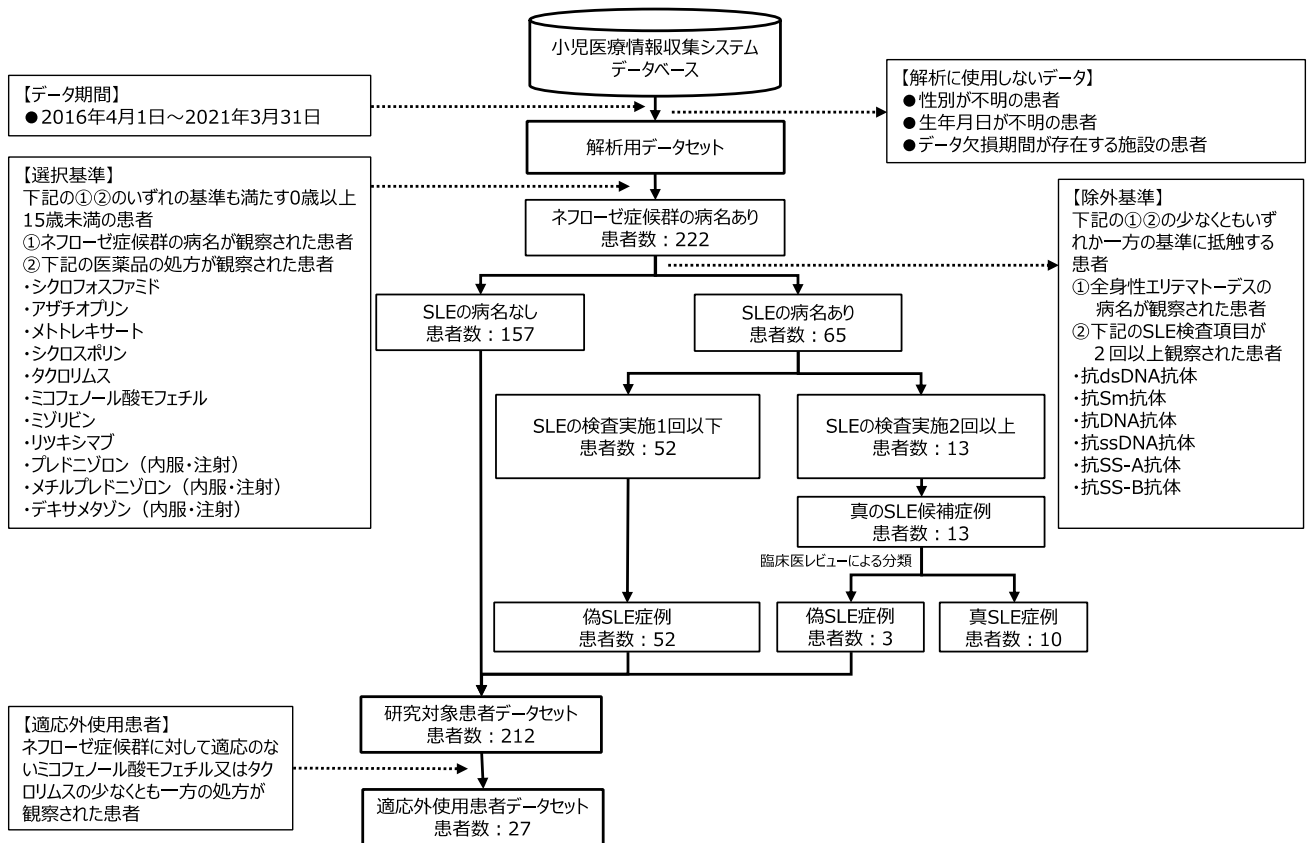 小児医療情報収集システム
データベース
【データ期間】
●2016年4月1日～2021年3月31日
【解析に使用しないデータ】
●性別が不明の患者
●生年月日が不明の患者
●データ欠損期間が存在する施設の患者
解析用データセット
【選択基準】
下記の①②のいずれの基準も満たす0歳以上
15歳未満の患者
①ネフローゼ症候群の病名が観察された患者
②下記の医薬品の処方が観察された患者
・シクロフォスファミド
・アザチオプリン
・メトトレキサート
・シクロスポリン
・タクロリムス
・ミコフェノール酸モフェチル
・ミゾリビン
・リツキシマブ
・プレドニゾロン（内服・注射）
・メチルプレドニゾロン（内服・注射）
・デキサメタゾン（内服・注射）
ネフローゼ症候群の病名あり
患者数：222
【除外基準】
下記の①②の少なくともいず
れか一方の基準に抵触する
患者
①全身性エリテマトーデスの
病名が観察された患者
②下記のSLE検査項目が
２回以上観察された患者
・抗dsDNA抗体
・抗Sm抗体
・抗DNA抗体
・抗ssDNA抗体
・抗SS-A抗体
・抗SS-B抗体
SLEの病名なし
患者数：157
SLEの病名あり
患者数：65
SLEの検査実施1回以下
患者数：52
SLEの検査実施2回以上
患者数：13
真のSLE候補症例
患者数：13
臨床医レビューによる分類
偽SLE症例
患者数：52
偽SLE症例
患者数：3
真SLE症例
患者数：10
研究対象患者データセット
患者数：212
【適応外使用患者】
ネフローゼ症候群に対して適応のな
いミコフェノール酸モフェチル又はタク
ロリムスの少なくとも一方の処方が
観察された患者
適応外使用患者データセット
患者数：27